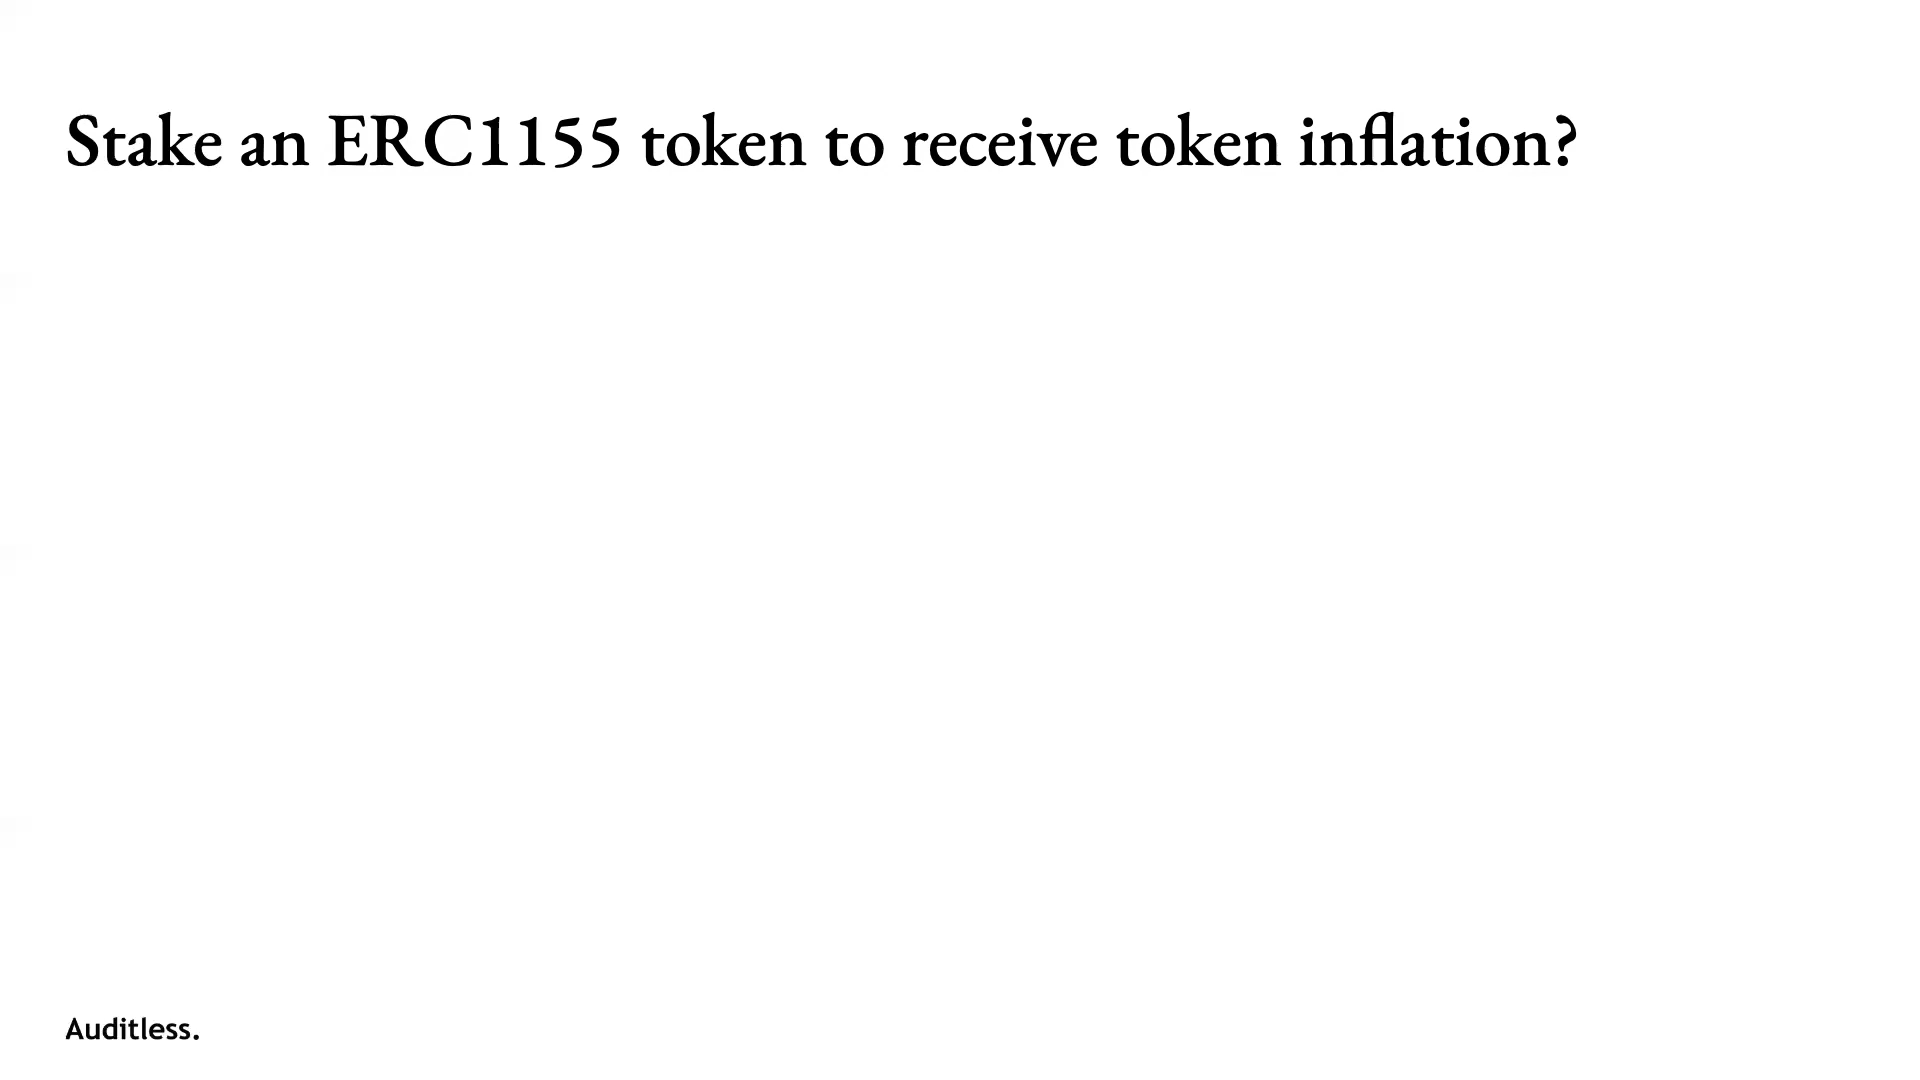 Stake an ERC1155 token to receive token inflation?
Auditless.